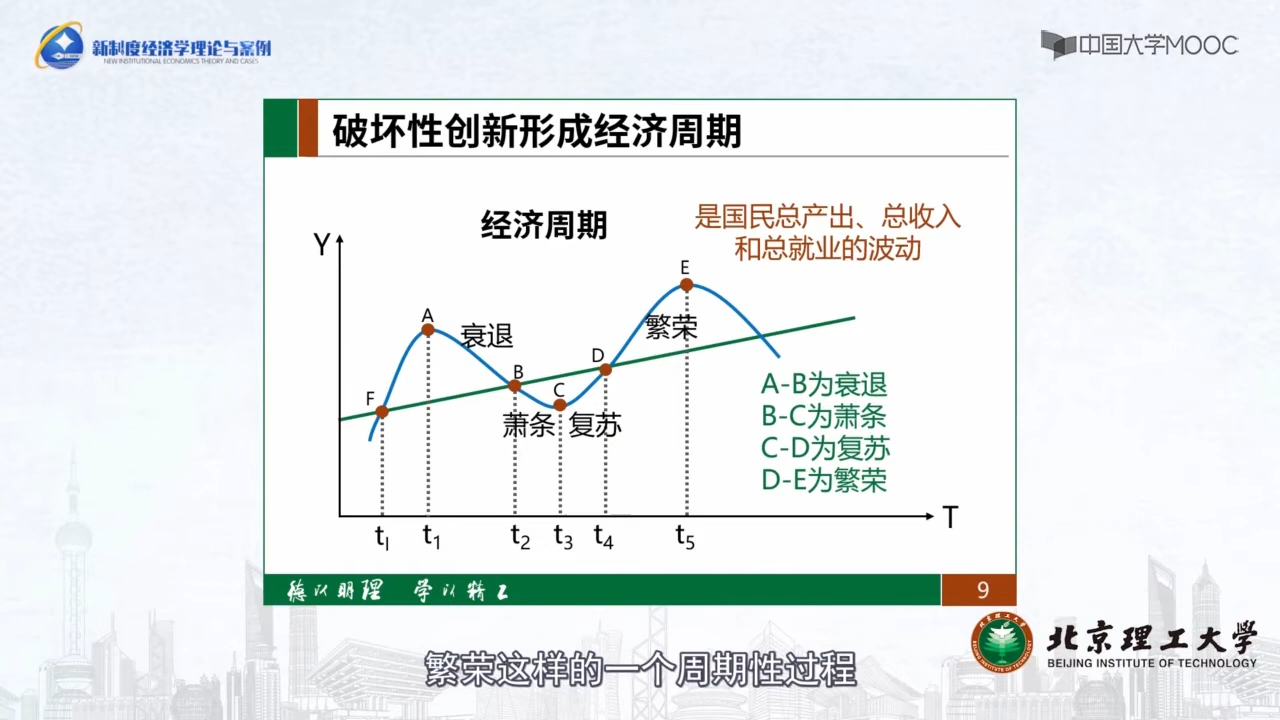 新制度经济学理论与案例
NEW INSTITUTIONAL ECONOMICS THEORY AND CASES
中国大学MOOC
破坏性创新形成经济周期
经济周期
是国民总产出、总收入
和总就业的波动
Y
E
A
衰退
繁荣
D
B
C
F
萧条
复苏
A-B为衰退
B-C为萧条
C-D为复苏
D-E为繁荣
T
tI
t1
t2
t3
t4
t5
德以明理 学以精工
9
北京理工大学
BEIJING INSTITUTE OF TECHNOLOGY
繁荣这样的一个周期性过程